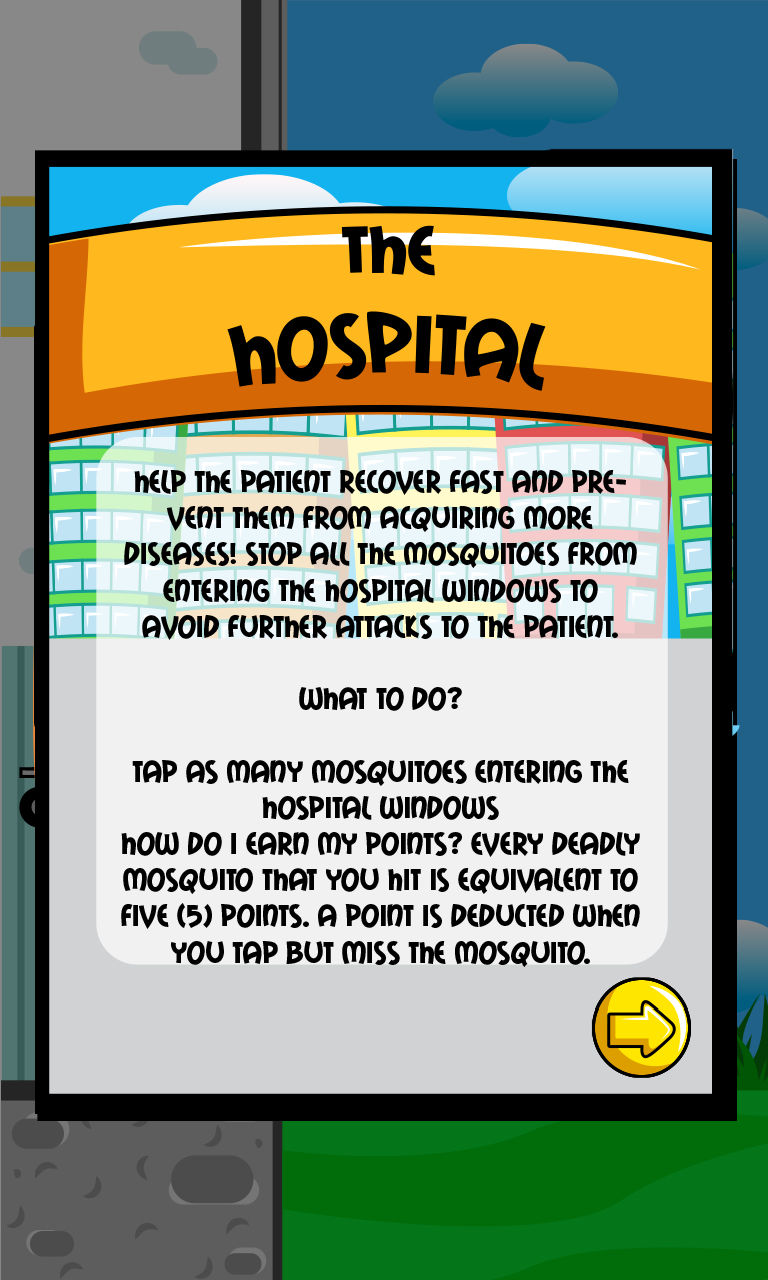 The
hOSPITAL
hELP ThE PATIENT RECOVER FAST AND PRE-
VENT ThEM FROM ACQUIRING MORE
DISEASES! STOP ALL ThE MOSQUITOES FROM
ENTERING ThE hOSPITAL WINDOWS TO
AVOID FURThER ATTACKS TO ThE PATIENT.
WhAT TO DO?
TAP AS MANY MOSQUITOES ENTERING ThE
hOSPITAL WINDOWS
hOW DO I EARN MY POINTS? EVERY DEADLY
MOSQUITO ThAT YOU hIT IS EQUIVALENT TO
FIVE (5) POINTS. A POINT IS DEDUCTED WhEN
YOU TAP BUT MISS ThE MOSQUITO.